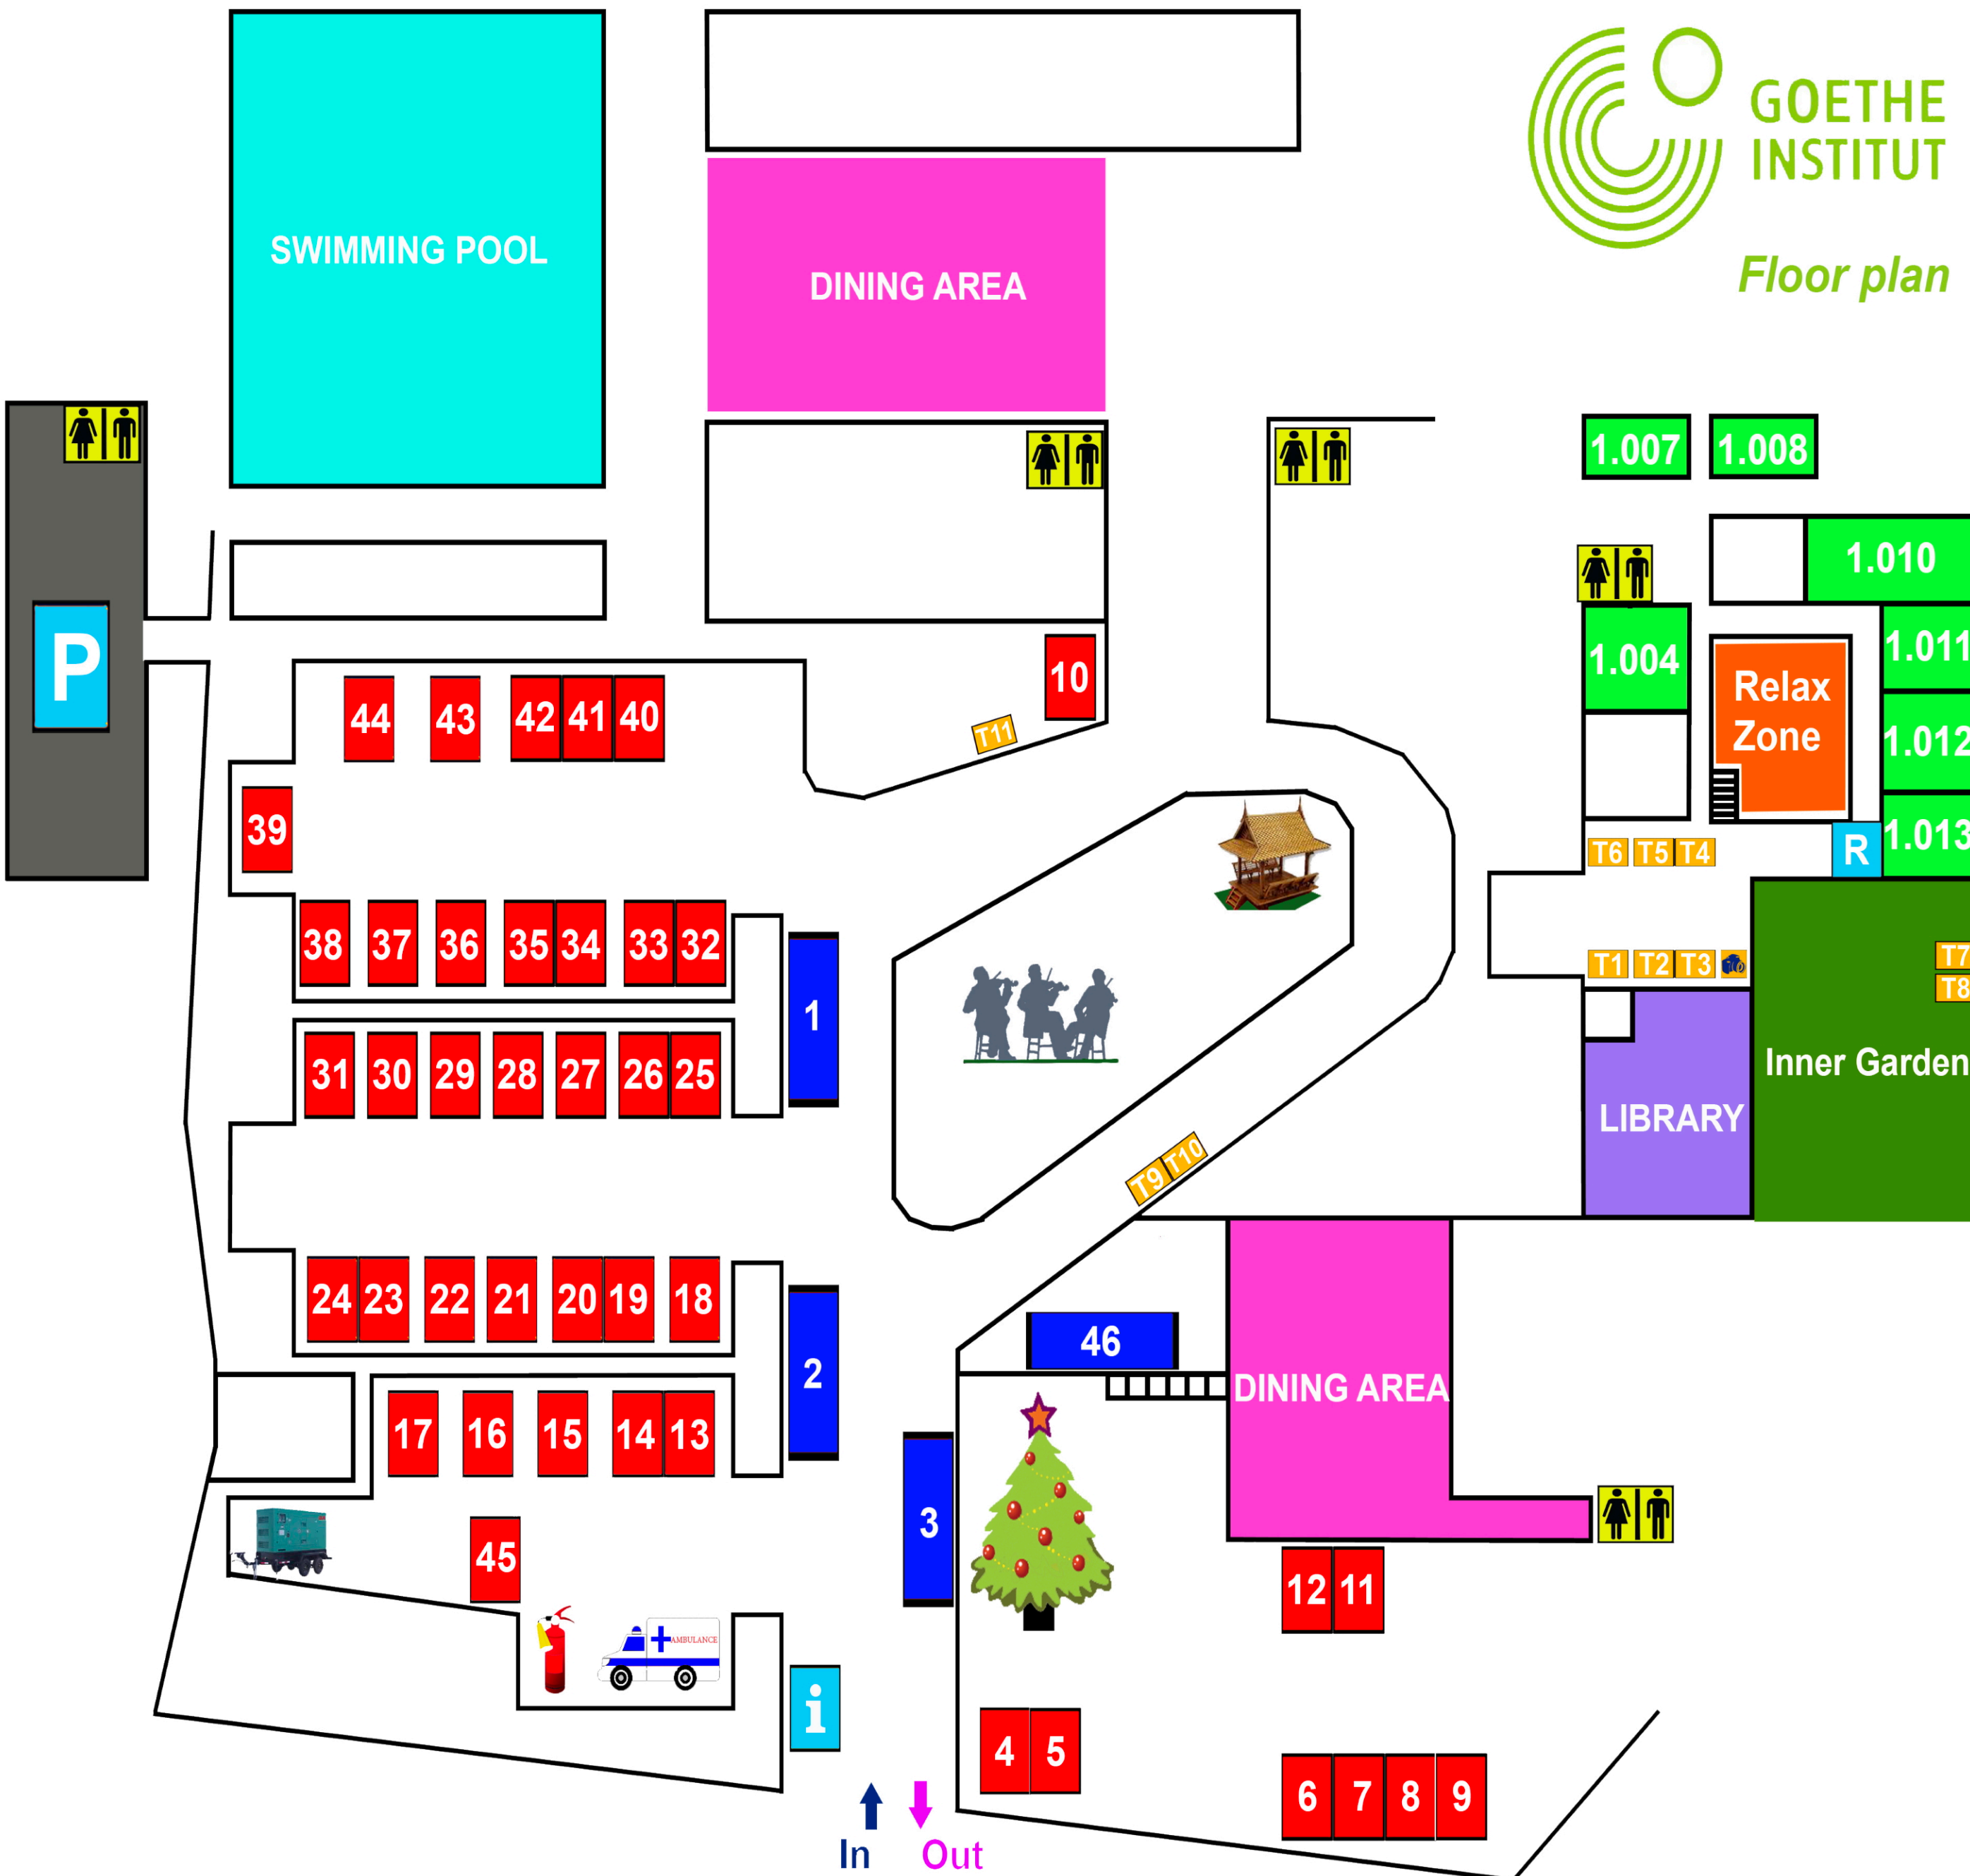 GOETHE
INSTITUT
Floor plan
SWIMMING POOL
DINING AREA
1.007
1.008
1.010
1.004
1.011
Relax
Zone
1.012
1.013
P
10
T11
44
43
42
41
40
39
T6
T5
T4
R
38
37
36
35
34
33
32
1
T1
T2
T3
T7
T8
31
30
29
28
27
26
25
Inner Garden
LIBRARY
T9
T10
24
23
22
21
20
19
18
2
46
DINING AREA
17
16
15
14
13
3
45
12
11
AMBULANCE
i
4
5
6
7
8
9
In
Out